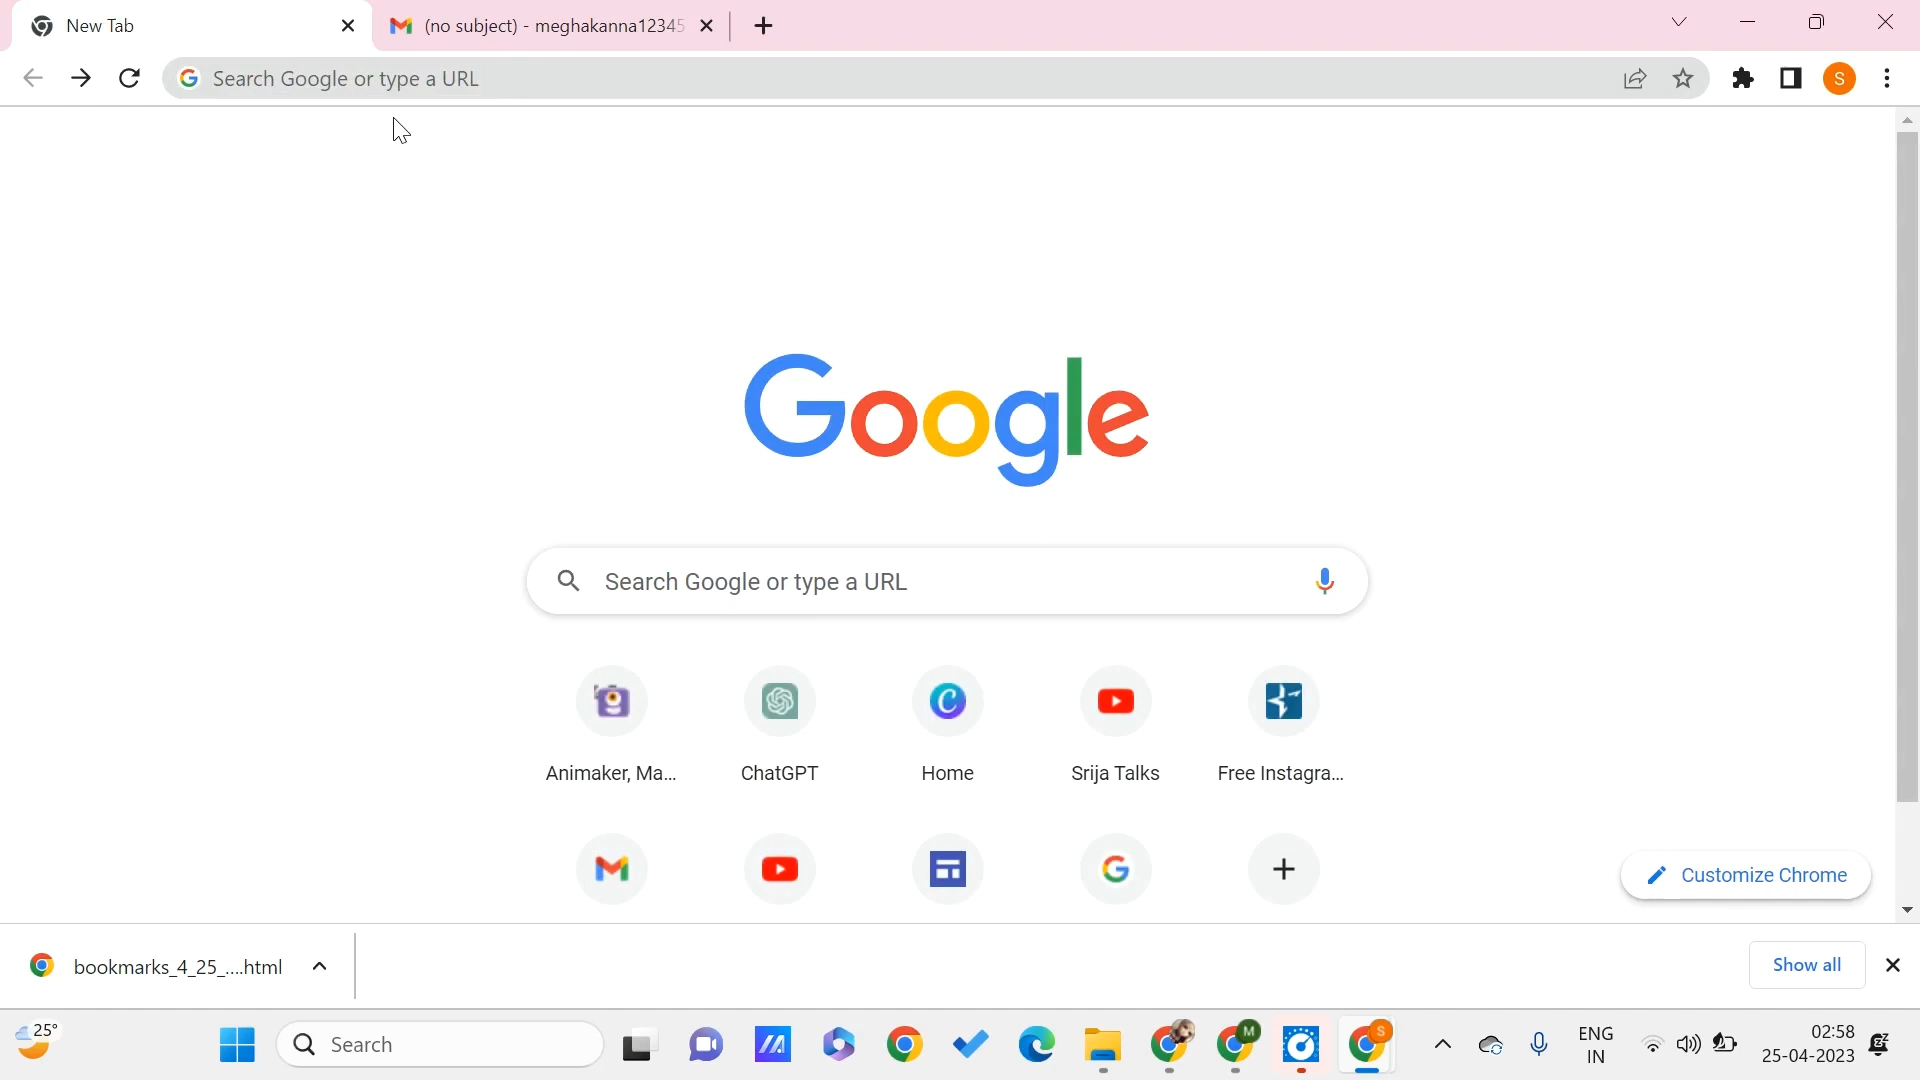 New Tab
(no subject) - meghakanna12345
Search Google or type a URL
S
Google
Search Google or type a URL
Animaker, Ma...
ChatGPT
Home
Srija Talks
Free Instagra...
Customize Chrome
bookmarks_4_25_....html
Show all
25°
Search
M
S
ENG
IN
02:58
25-04-2023